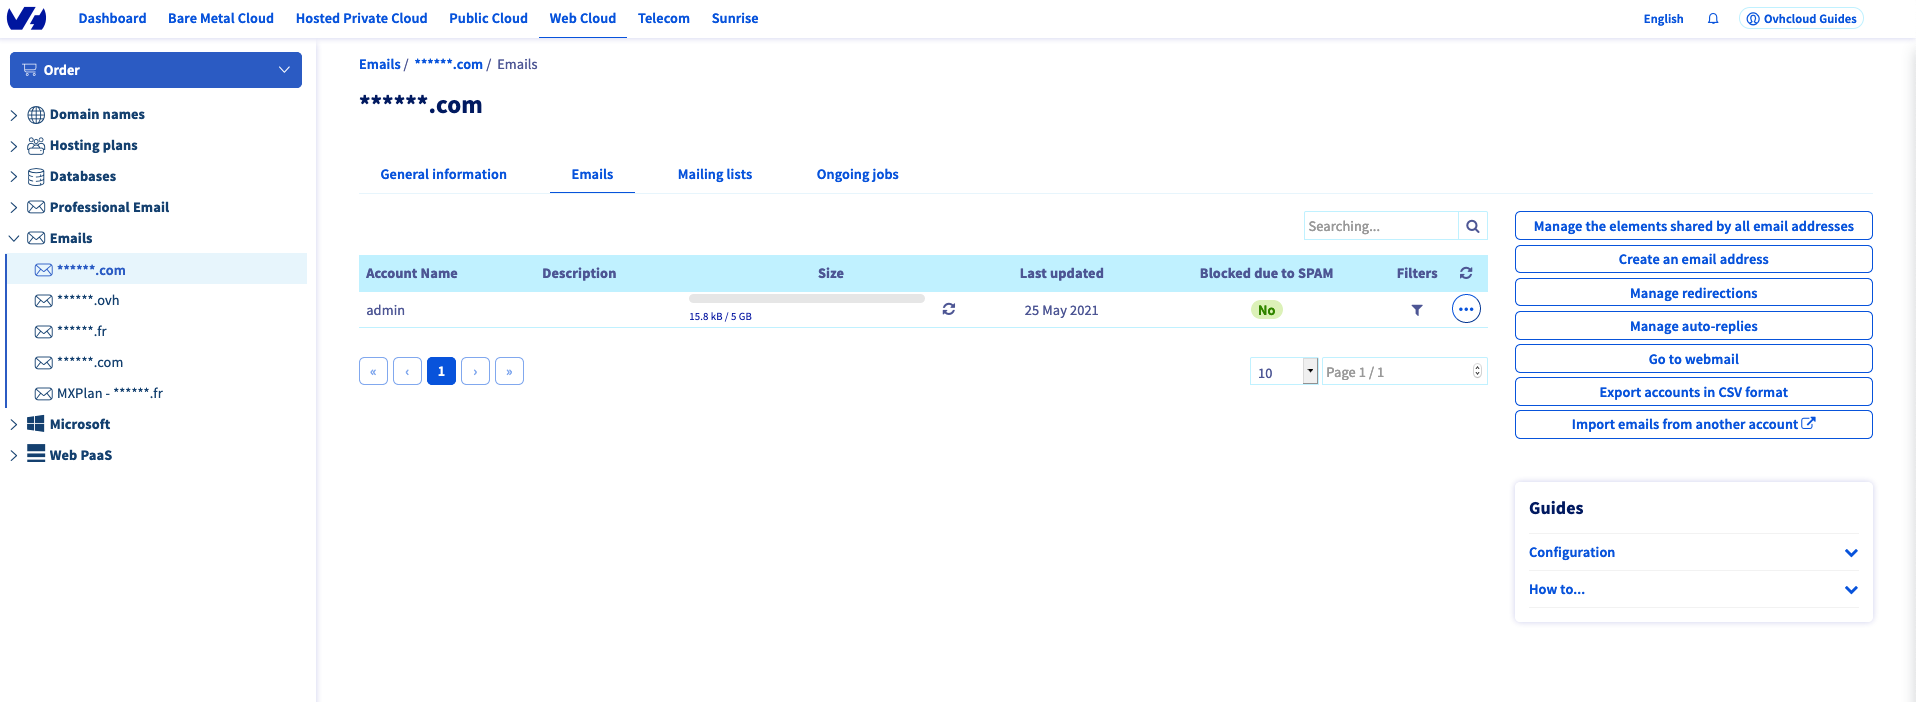 Dashboard Bare Metal Cloud Hosted Private Cloud Public Cloud Web Cloud Telecom Sunrise English Ovhcloud Guides
Order
Domain names
Hosting plans
Databases
Professional Email
Emails
******.com
******.ovh
******.fr
******.com
MXPlan - ******.fr
Microsoft
Web PaaS
Emails / ******.com / Emails
******.com
General information Emails Mailing lists Ongoing jobs
Searching...
Account Name Description Size Last updated Blocked due to SPAM Filters
admin 15.8 kB / 5 GB 25 May 2021 No ...
« ‹ 1 › » 10 Page 1 / 1
Manage the elements shared by all email addresses
Create an email address
Manage redirections
Manage auto-replies
Go to webmail
Export accounts in CSV format
Import emails from another account
Guides
Configuration
How to...